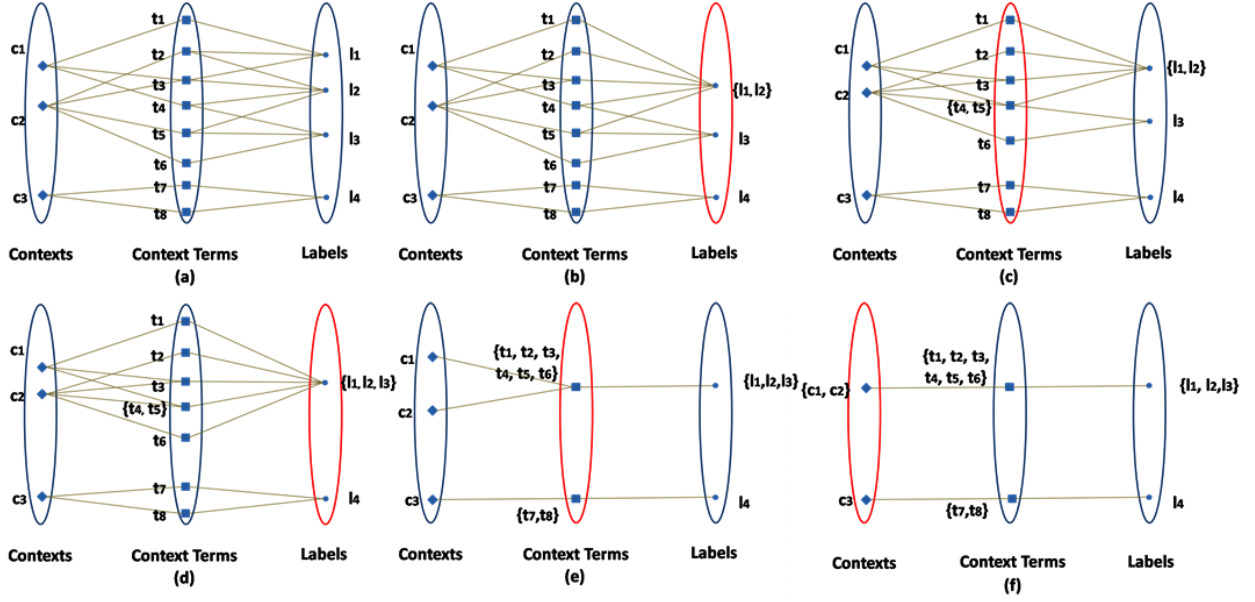 c1
c2
c3
t1
t2
t3
t4
t5
t6
t7
t8
l1
l2
l3
l4
Contexts Context Terms Labels
(a)
c1
c2
c3
t1
t2
t3
t4
t5
t6
t7
t8
{l1,l2}
l3
l4
Contexts Context Terms Labels
(b)
c1
c2
c3
t1
t2
t3
{t4, t5}
t6
t7
t8
{l1,l2}
l3
l4
Contexts Context Terms Labels
(c)
c1
c2
c3
t1
t2
t3
{t4, t5}
t6
t7
t8
{l1, l2, l3}
l4
Contexts Context Terms Labels
(d)
c1
c2
c3
{t1, t2, t3,
t4, t5, t6}
{t7,t8}
{l1,l2,l3}
l4
Contexts Context Terms Labels
(e)
{c1, c2}
c3
{t1, t2, t3,
t4, t5, t6}
{t7,t8}
{l1, l2,l3}
l4
Contexts Context Terms Labels
(f)